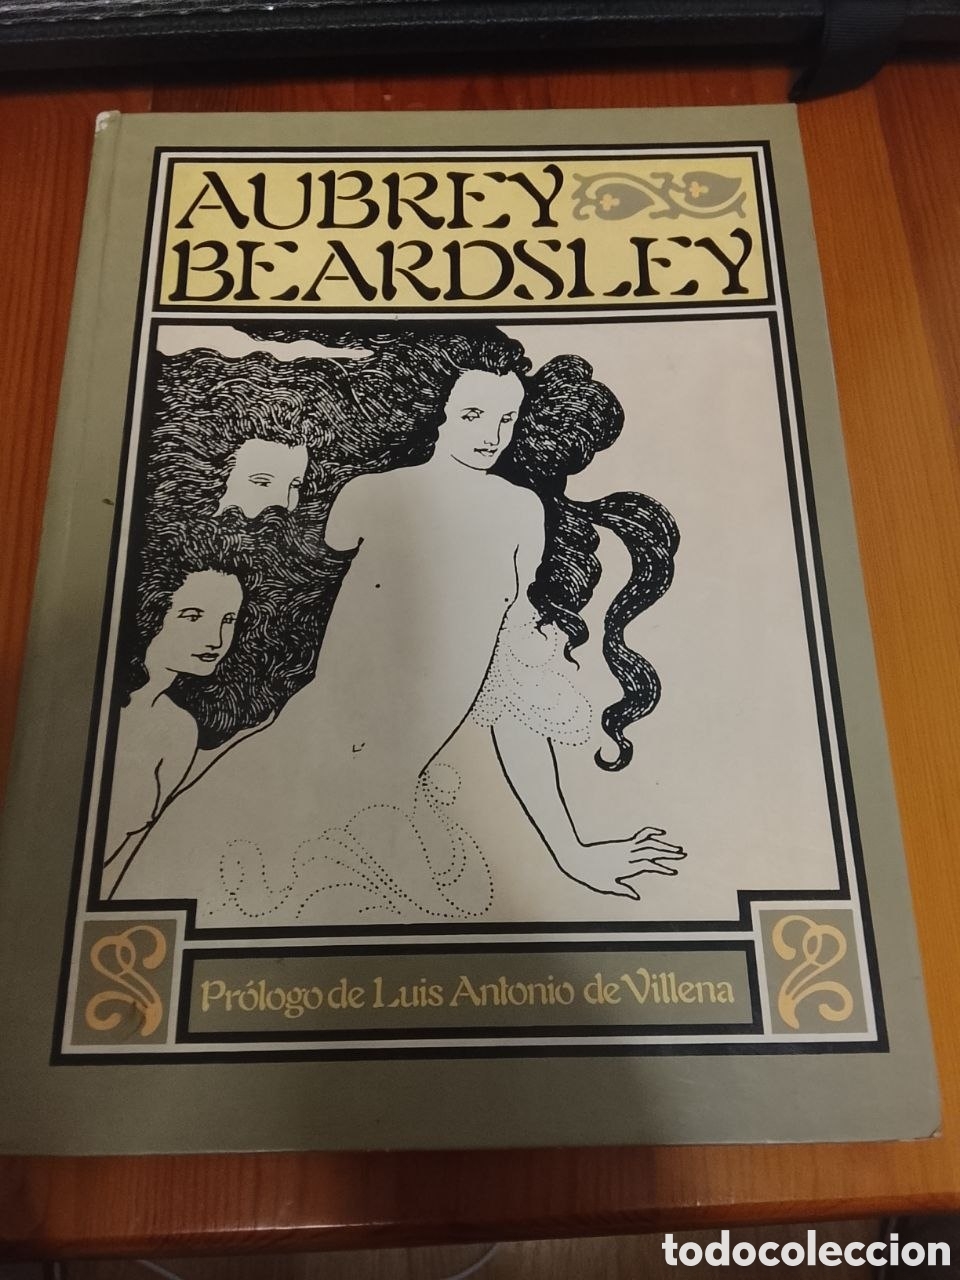 AUBREY
BEARDSLEY
Prólogo de Luis Antonio de Villena
todocoleccion